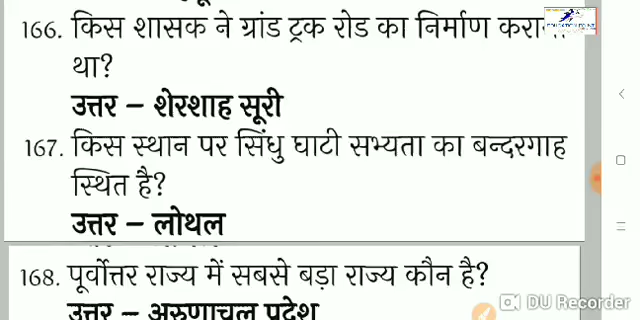 166. किस शासक ने ग्रांड ट्रक रोड का निर्माण कराया
था?
उत्तर – शेरशाह सूरी
167. किस स्थान पर सिंधु घाटी सभ्यता का बन्दरगाह
स्थित है?
उत्तर – लोथल
168. पूर्वोत्तर राज्य में सबसे बड़ा राज्य कौन है?
उत्तर – अरुणाचल प्रदेश
DU Recorder